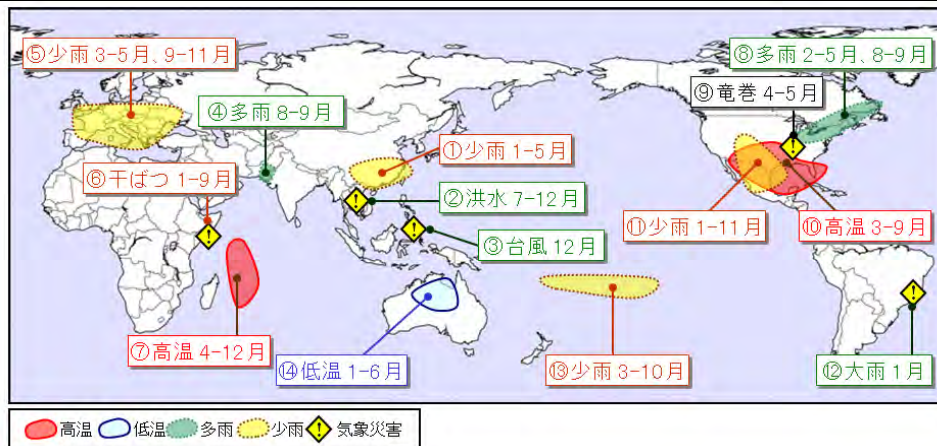 ⑤少雨 3-5月、9-11月
⑧多雨 2-5月、8-9月
⑨竜巻 4-5月
④多雨 8-9月
①少雨 1-5月
⑥干ばつ 1-9月
②洪水 7-12月
⑪少雨 1-11月
⑩高温 3-9月
③台風 12月
⑦高温 4-12月
⑭低温 1-6月
⑬少雨 3-10月
⑫大雨 1月
高温 低温 多雨 少雨 気象災害